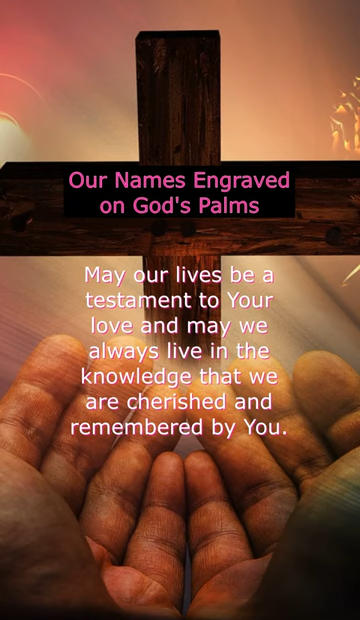 Our Names Engraved
on God's Palms
May our lives be a
testament to Your
love and may we
always live in the
knowledge that we
are cherished and
remembered by You.